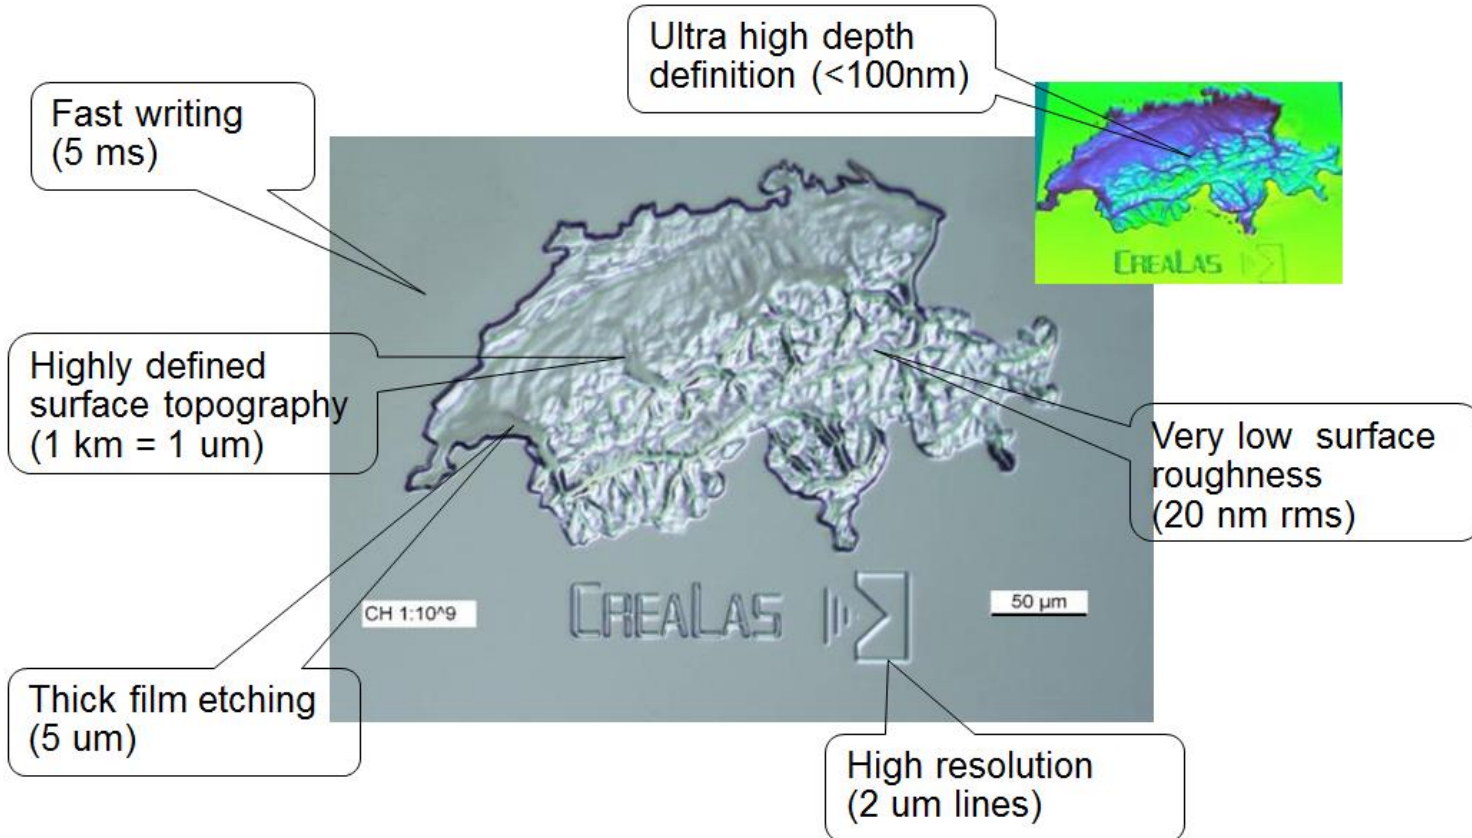 Ultra high depth
definition (<100nm)
Fast writing
(5 ms)
CREALAS
Highly defined
surface topography
(1 km = 1 um)
Very low surface
roughness
(20 nm rms)
CH 1:10^9
CREALAS
50 µm
Thick film etching
(5 um)
High resolution
(2 um lines)